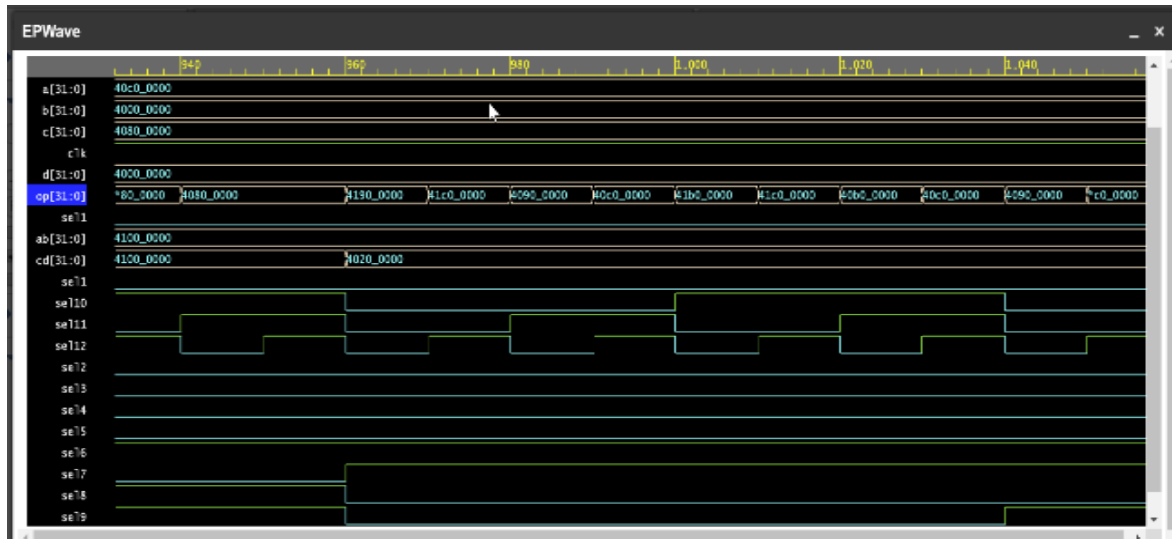 EPWave
940 960 980 1.000 1.020 1.040
a[31:0] 40c0_0000
b[31:0] 4000_0000
c[31:0] 4080_0000
clk
d[31:0] 4000_0000
op[31:0] *80_0000 4080_0000 4190_0000 41c0_0000 4090_0000 40c0_0000 41b0_0000 41c0_0000 40b0_0000 40c0_0000 4090_0000 *c0_0000
sel1
ab[31:0] 4100_0000
cd[31:0] 4100_0000 4020_0000
sel1
sel10
sel11
sel12
sel2
sel3
sel4
sel5
sel6
sel7
sel8
sel9